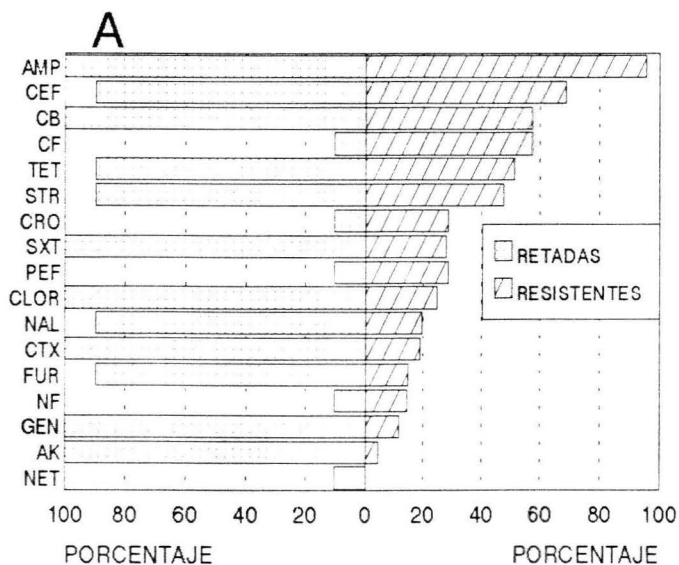 A
AMP
CEF
CB
CF
TET
STR
CRO
SXT
PEF
CLOR
NAL
CTX
FUR
NF
GEN
AK
NET
RETADAS
RESISTENTES
100 80 60 40 20 0 20 40 60 80 100
PORCENTAJE PORCENTAJE